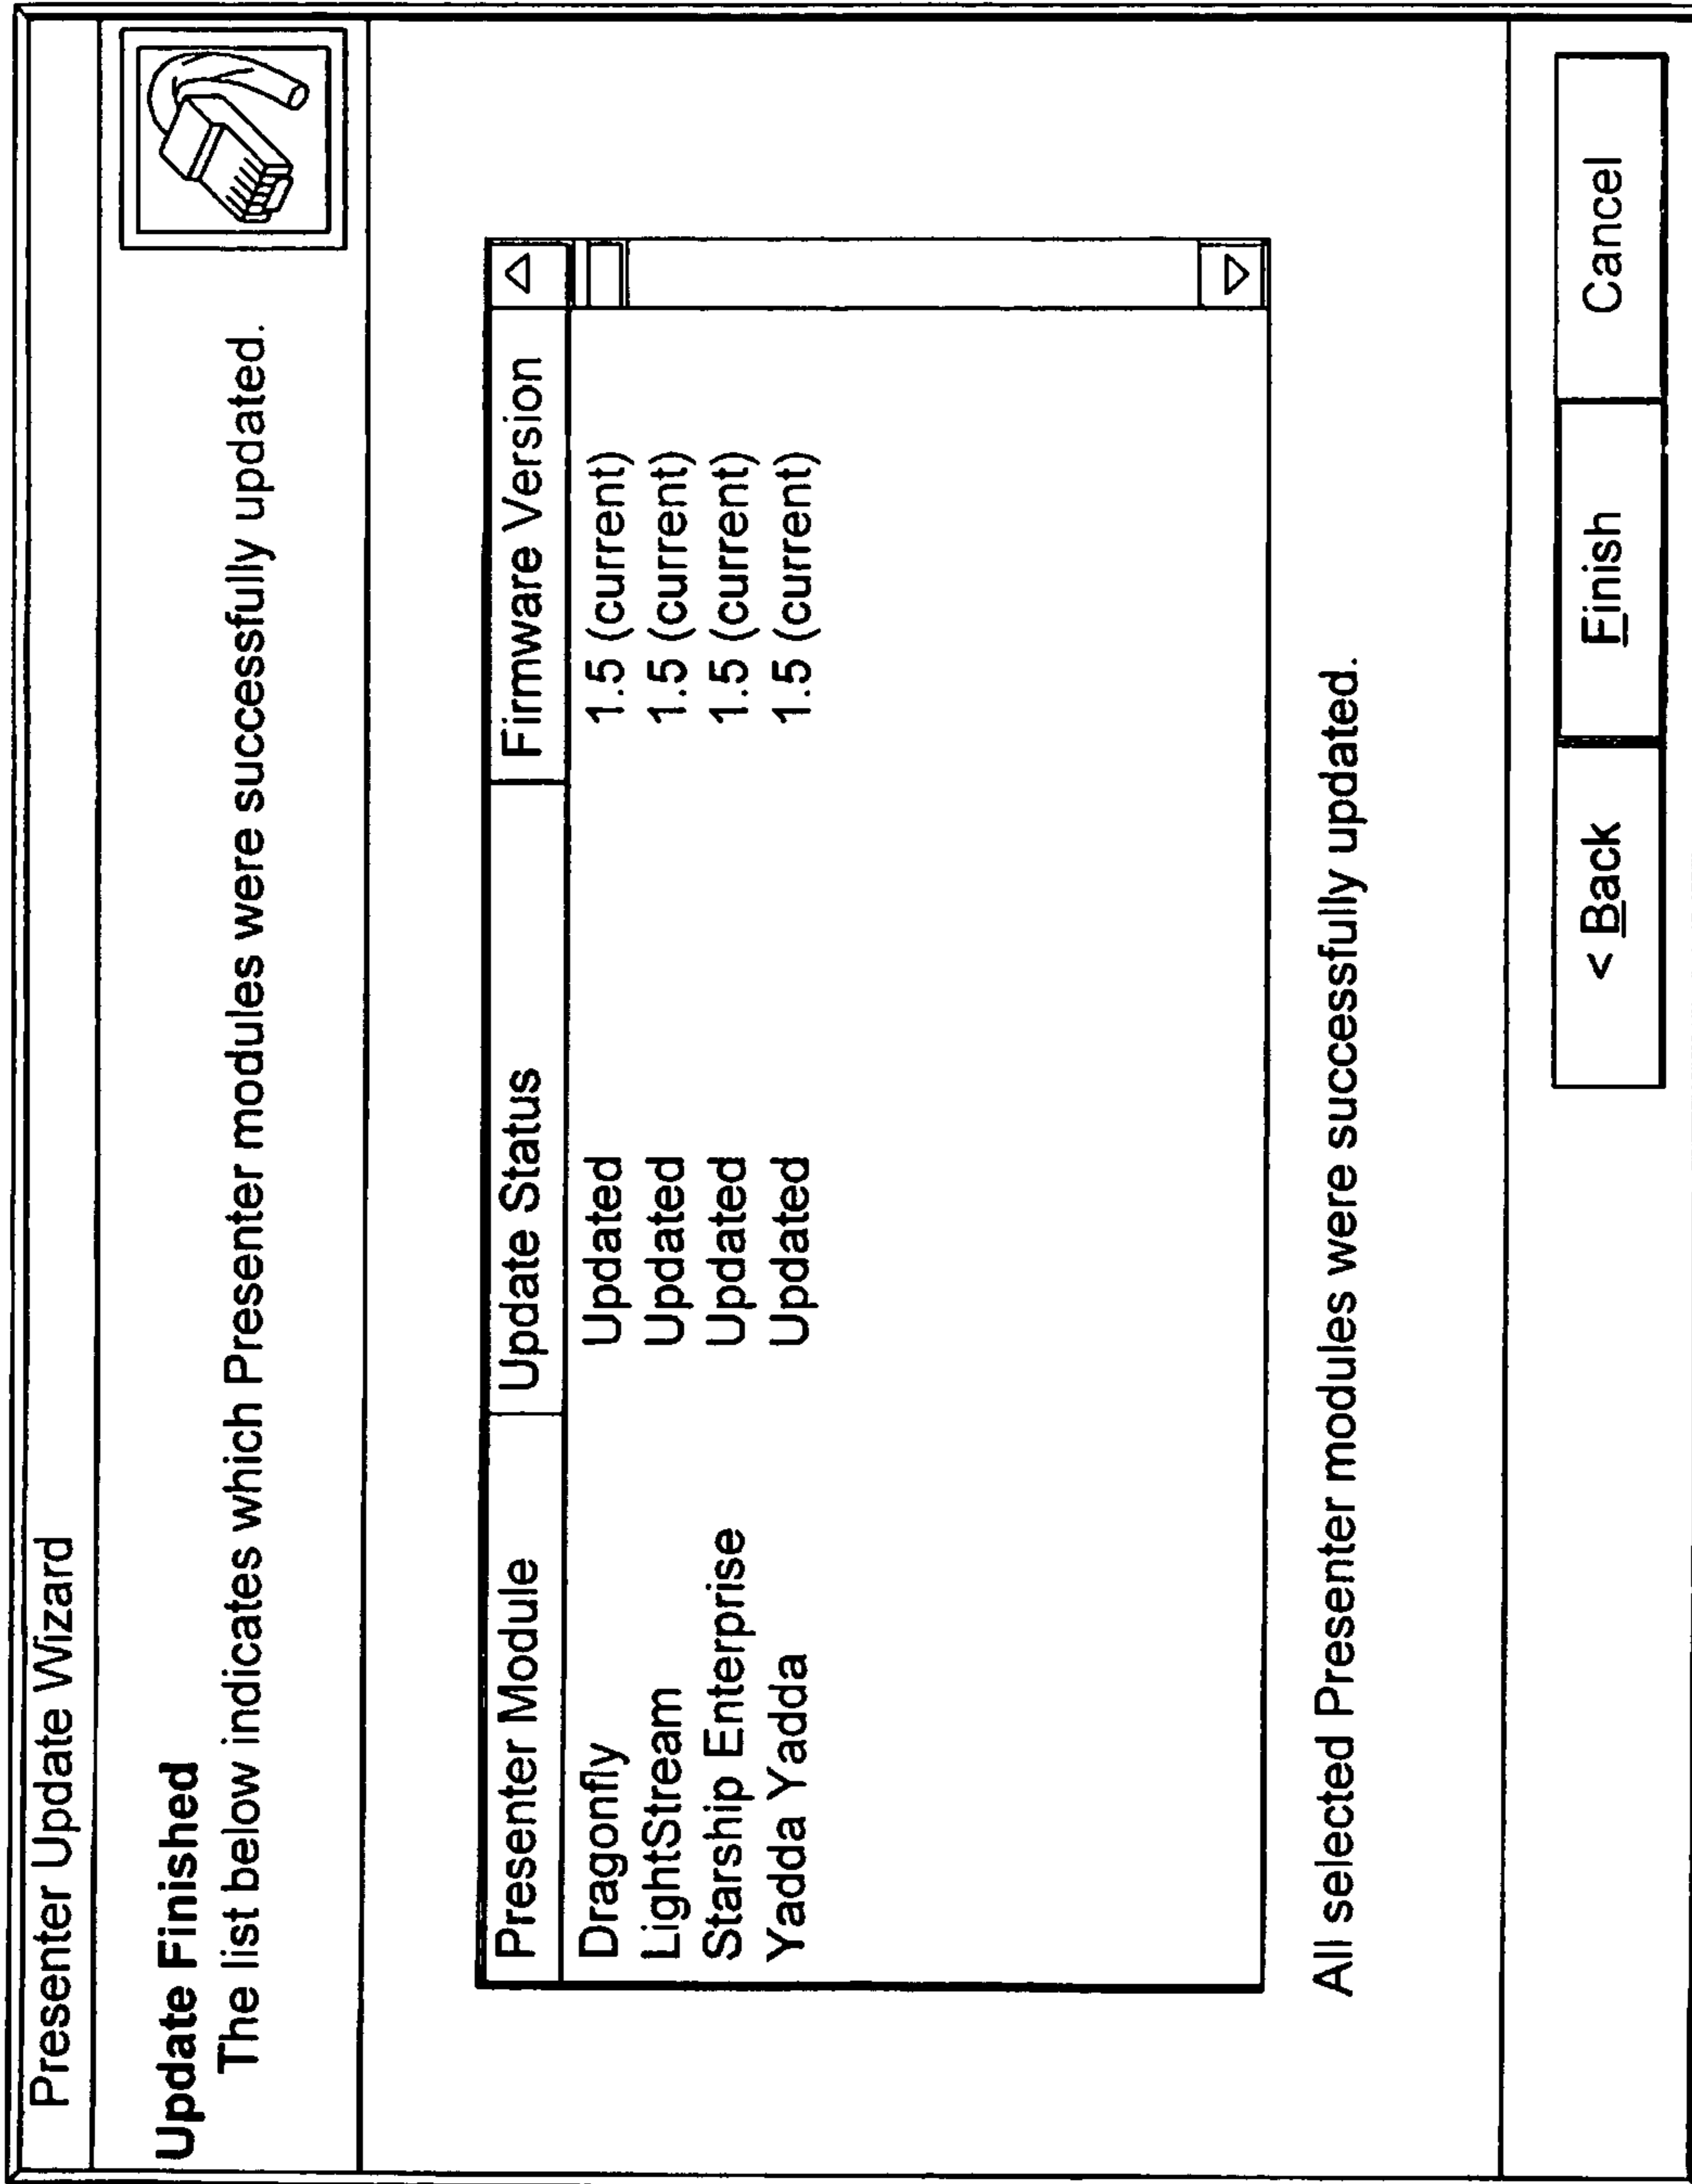 Presenter Update Wizard
Update Finished
The list below indicates which Presenter modules were successfully updated.
Presenter Module Update Status Firmware Version
Dragonfly Updated 1.5 (current)
LightStream Updated 1.5 (current)
Starship Enterprise Updated 1.5 (current)
Yadda Yadda Updated 1.5 (current)
All selected Presenter modules were successfully updated.
< Back Finish Cancel